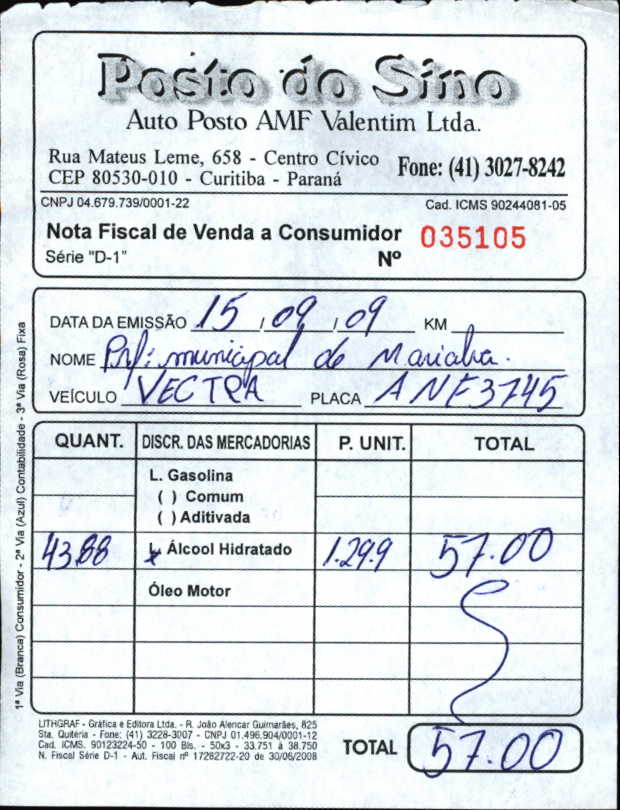 Posto do Sino
Auto Posto AMF Valentim Ltda.
Rua Mateus Leme, 658 - Centro Cívico
CEP 80530-010 - Curitiba - Paraná
Fone: (41) 3027-8242
CNPJ 04.679.739/0001-22
Cad. ICMS 90244081-05
Nota Fiscal de Venda a Consumidor
Série "D-1"
Nº 035105
DATA DA EMISSÃO 15 / 09 / 09 KM
NOME Prf: municipal de Marialva.
VEÍCULO VECTRA PLACA ANF3745
QUANT. DISCR. DAS MERCADORIAS P. UNIT. TOTAL
L. Gasolina
( ) Comum
( ) Aditivada
43,88 L. Álcool Hidratado 1.299 57.00
Óleo Motor
LITHGRAF - Gráfica e Editora Ltda. - R. João Alencar Guimarães, 825
Sta. Quitéria - Fone: (41) 3228-3007 - CNPJ 01.496.904/0001-12
Cad. ICMS. 90123224-50 - 100 Bls. - 50x3 - 33.751 à 38.750
N. Fiscal Série D-1 - Aut. Fiscal nº 17282722-20 de 30/06/2008
TOTAL 57.00
1ª Via (Branca) Consumidor - 2ª Via (Azul) Contabilidade - 3ª Via (Rosa) Fixa